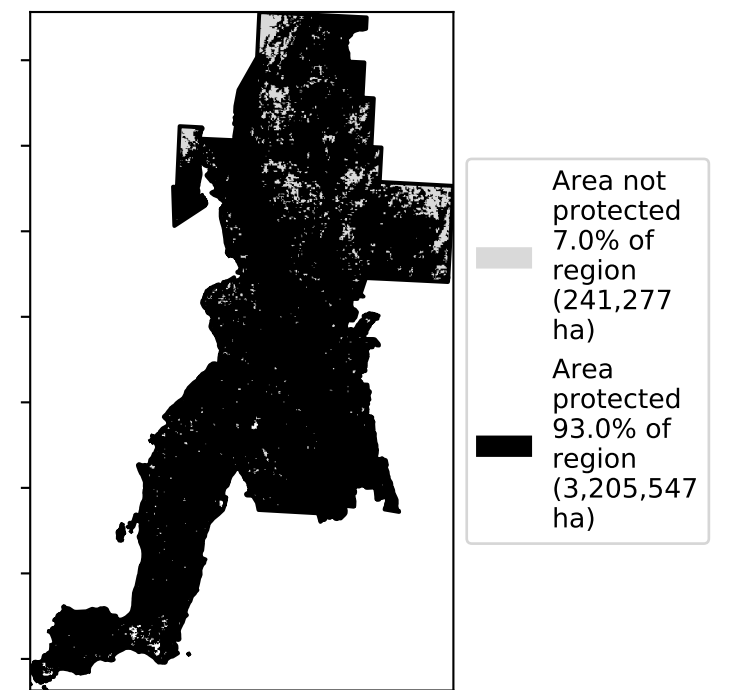 Area not
protected
7.0% of
region
(241,277
ha)
Area
protected
93.0% of
region
(3,205,547
ha)